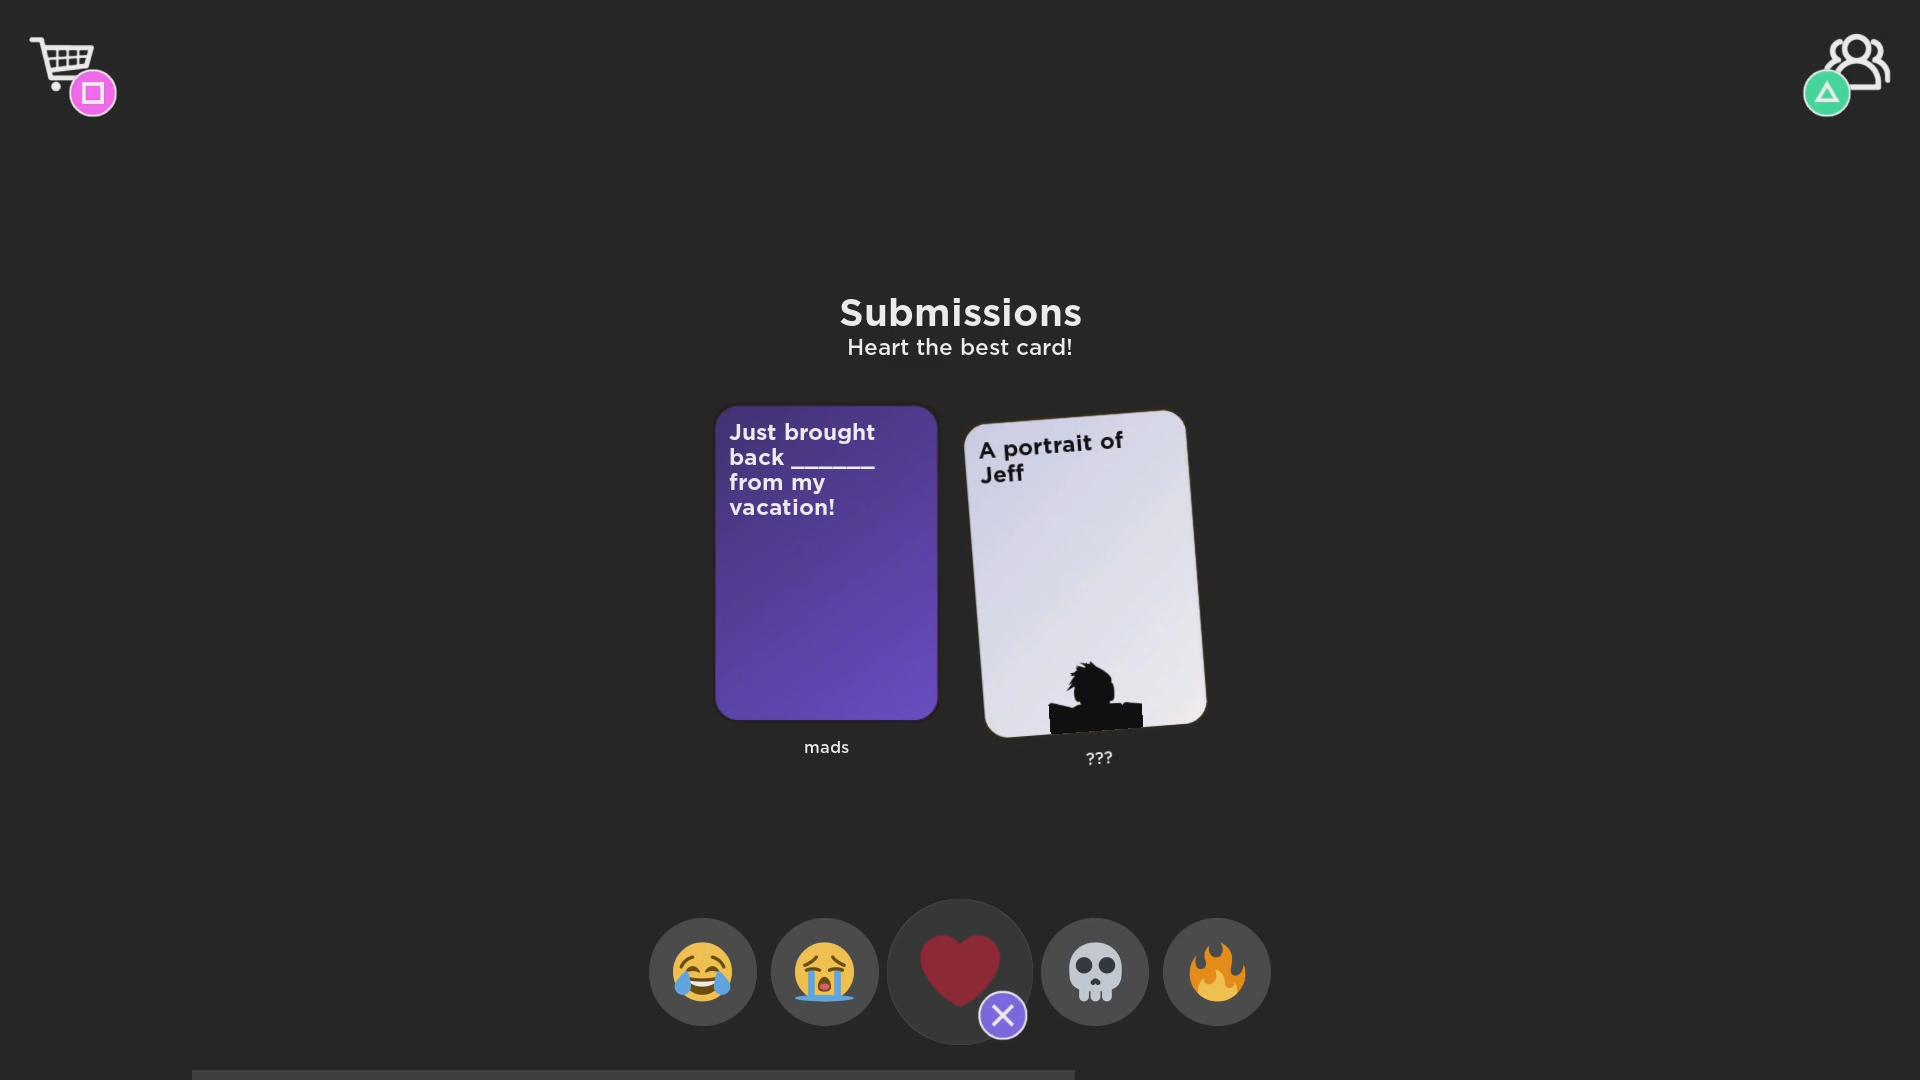 Submissions
Heart the best card!
Just brought
back ______
from my
vacation!
A portrait of
Jeff
mads
???